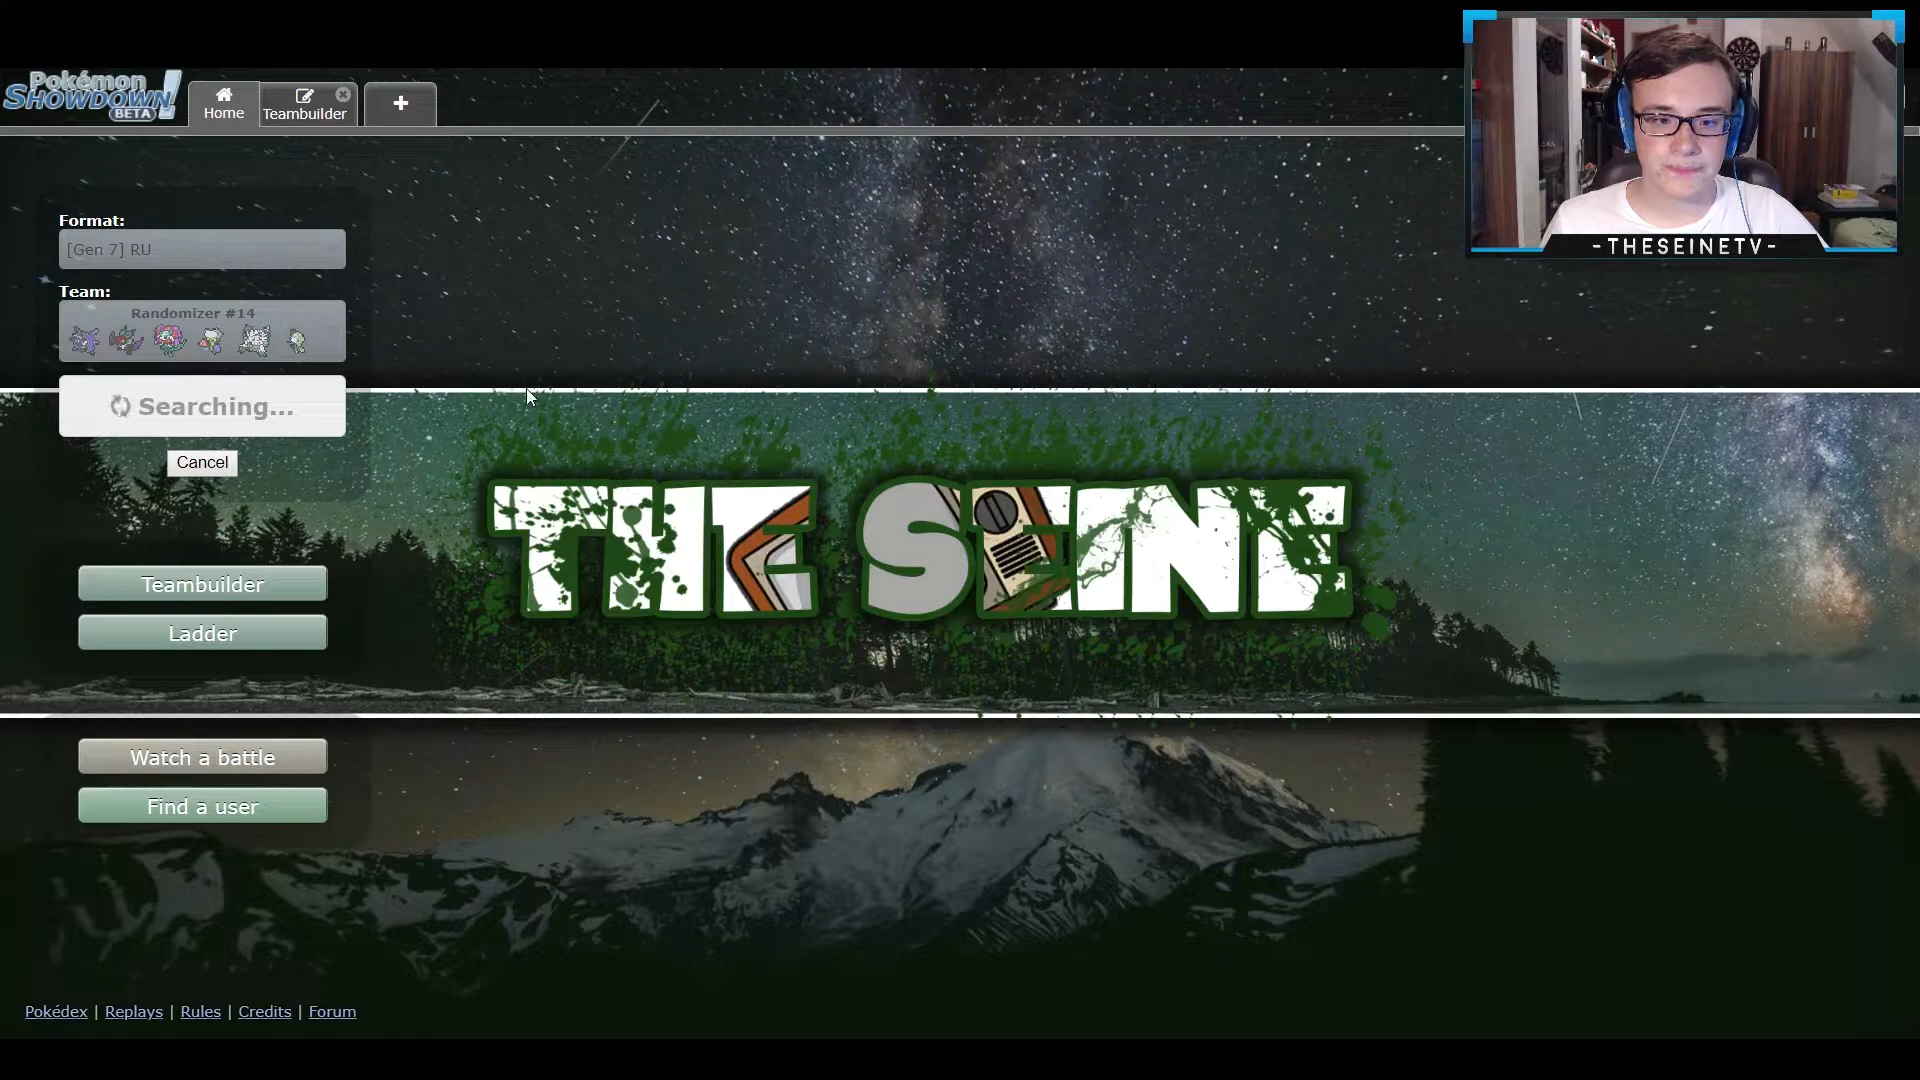 Pokémon
SHOWDOWN!
BETA
Home
Teambuilder
+
Format:
[Gen 7] RU
Team:
Randomizer #14
Searching...
Cancel
Teambuilder
Ladder
Watch a battle
Find a user
Pokédex | Replays | Rules | Credits | Forum
THE SEINE
-THESEINETV-